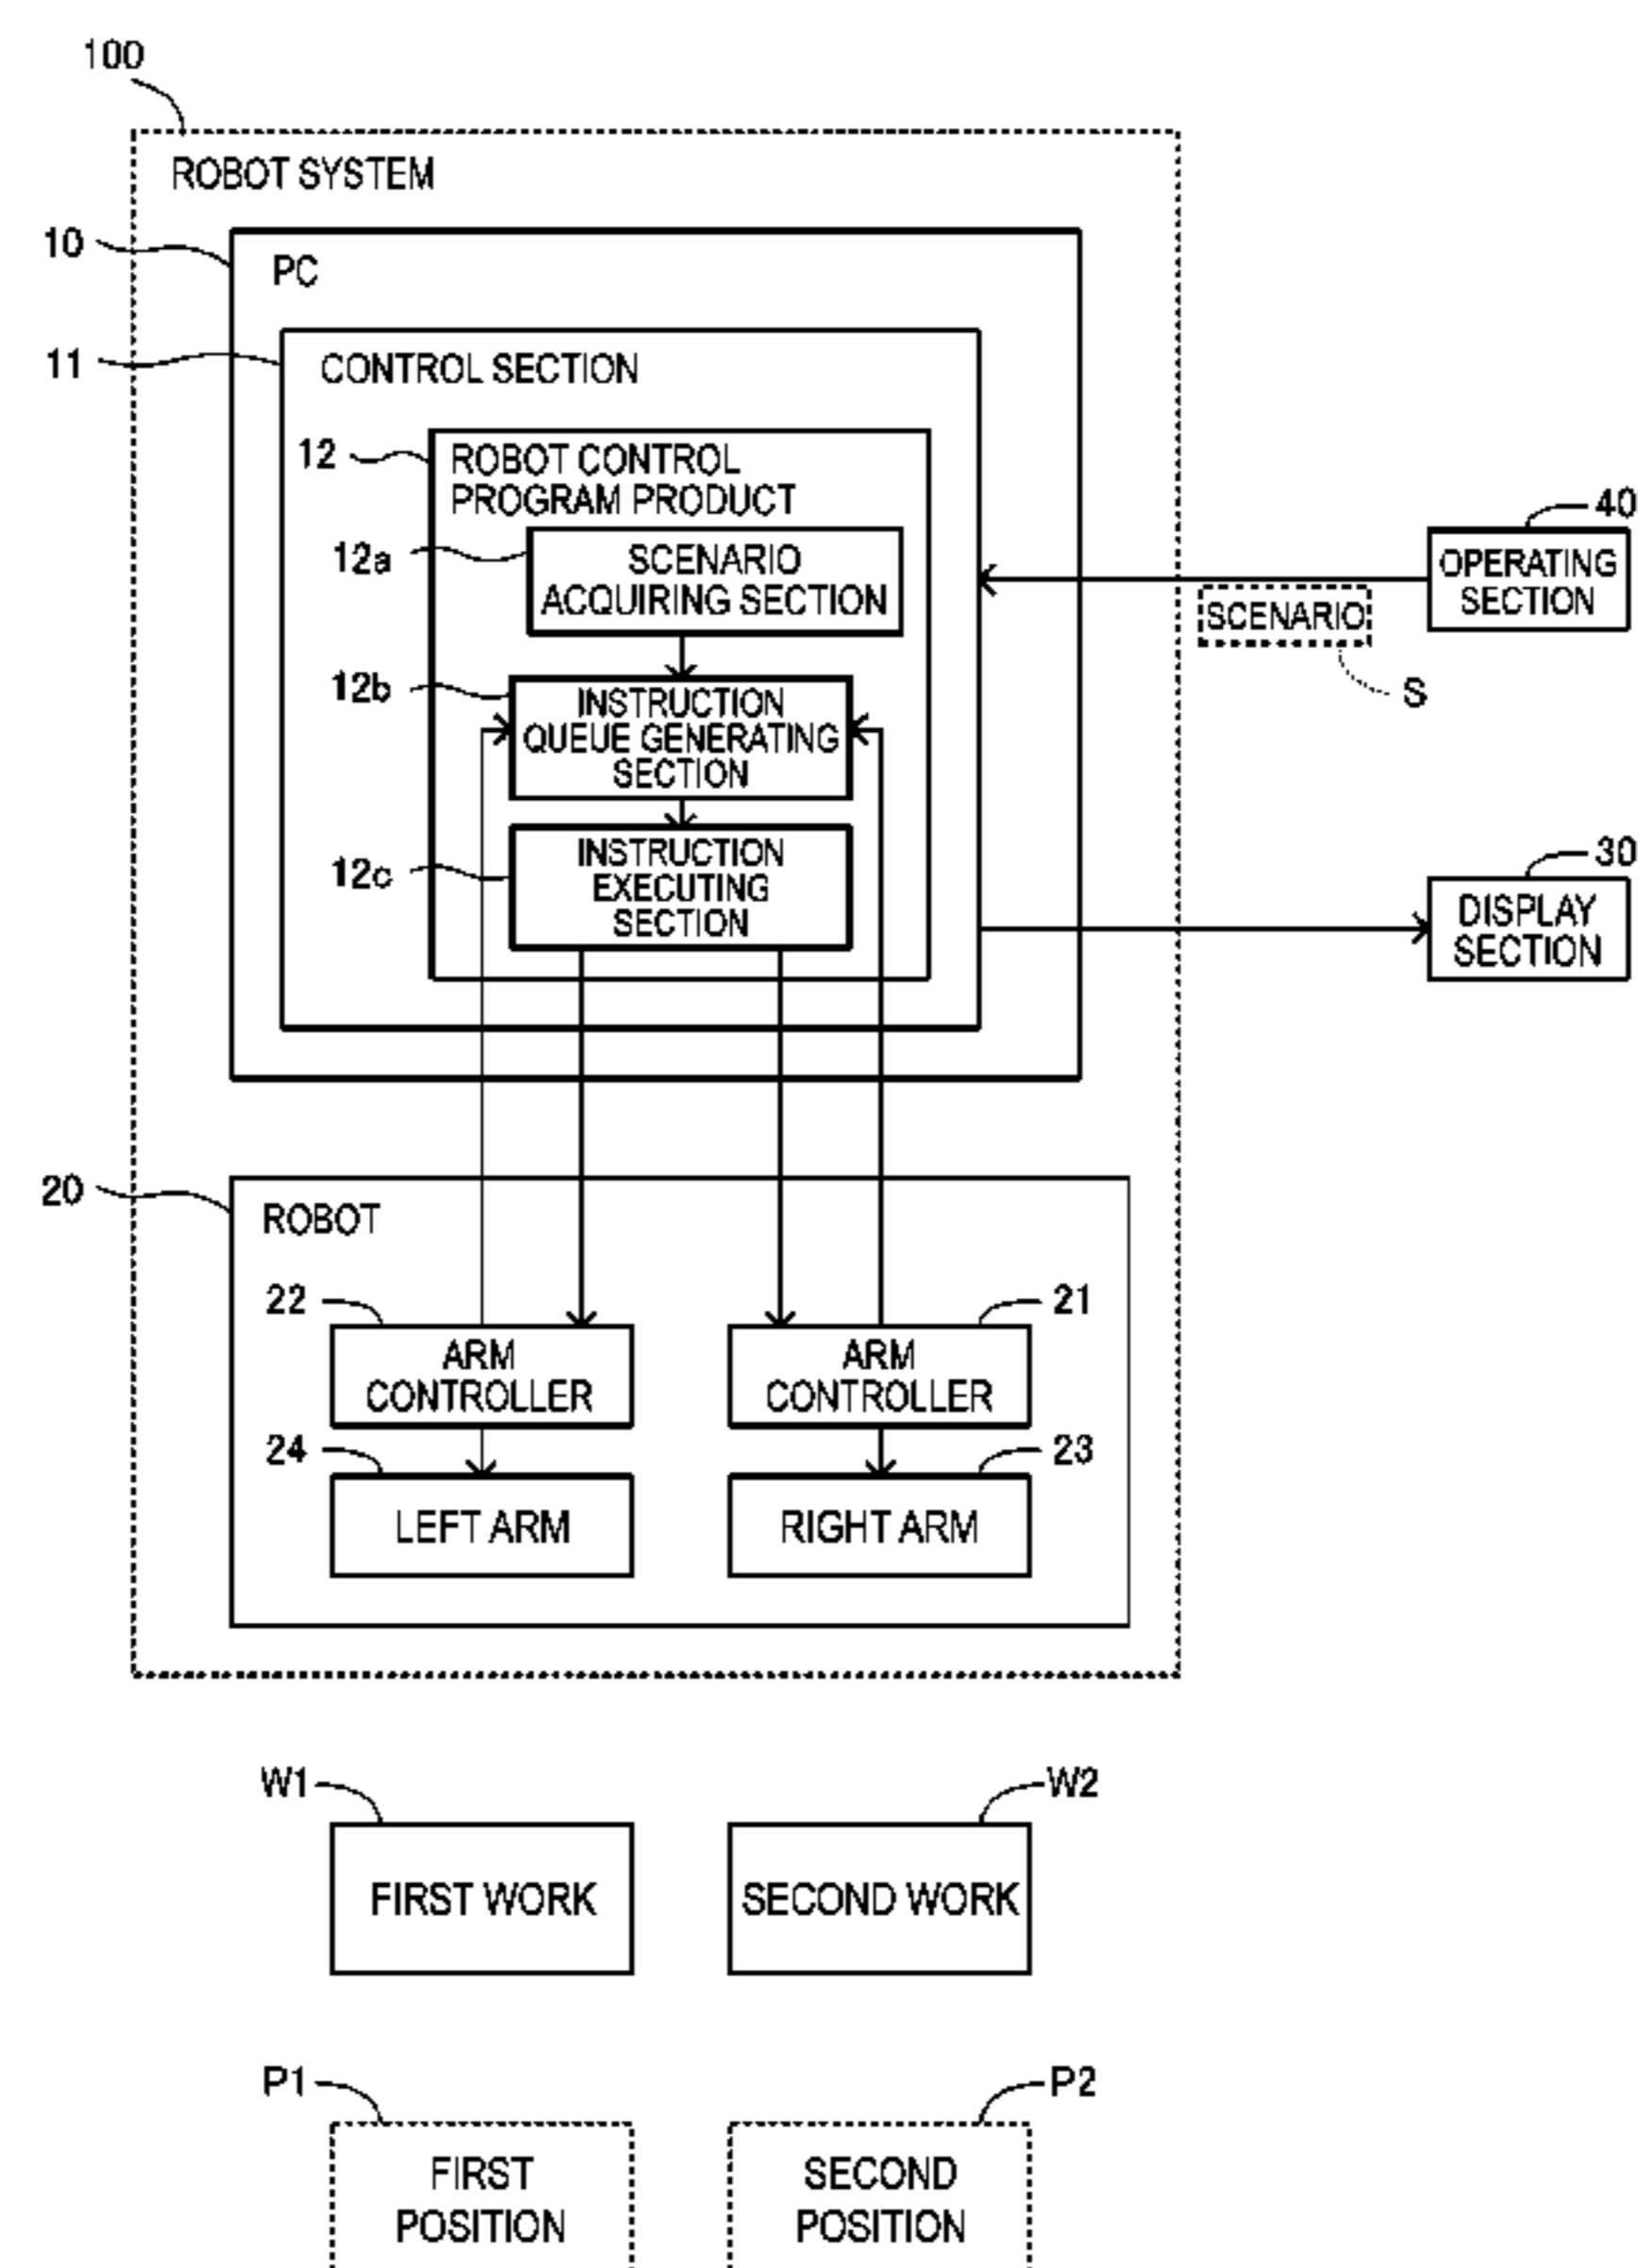 100
ROBOT SYSTEM
10
PC
11
CONTROL SECTION
12
ROBOT CONTROL
PROGRAM PRODUCT
12a
SCENARIO
ACQUIRING SECTION
40
OPERATING
SECTION
SCENARIO
S
12b
INSTRUCTION
QUEUE GENERATING
SECTION
12c
INSTRUCTION
EXECUTING
SECTION
30
DISPLAY
SECTION
20
ROBOT
22
ARM
CONTROLLER
21
ARM
CONTROLLER
24
LEFT ARM
23
RIGHT ARM
W1
FIRST WORK
W2
SECOND WORK
P1
FIRST
POSITION
P2
SECOND
POSITION